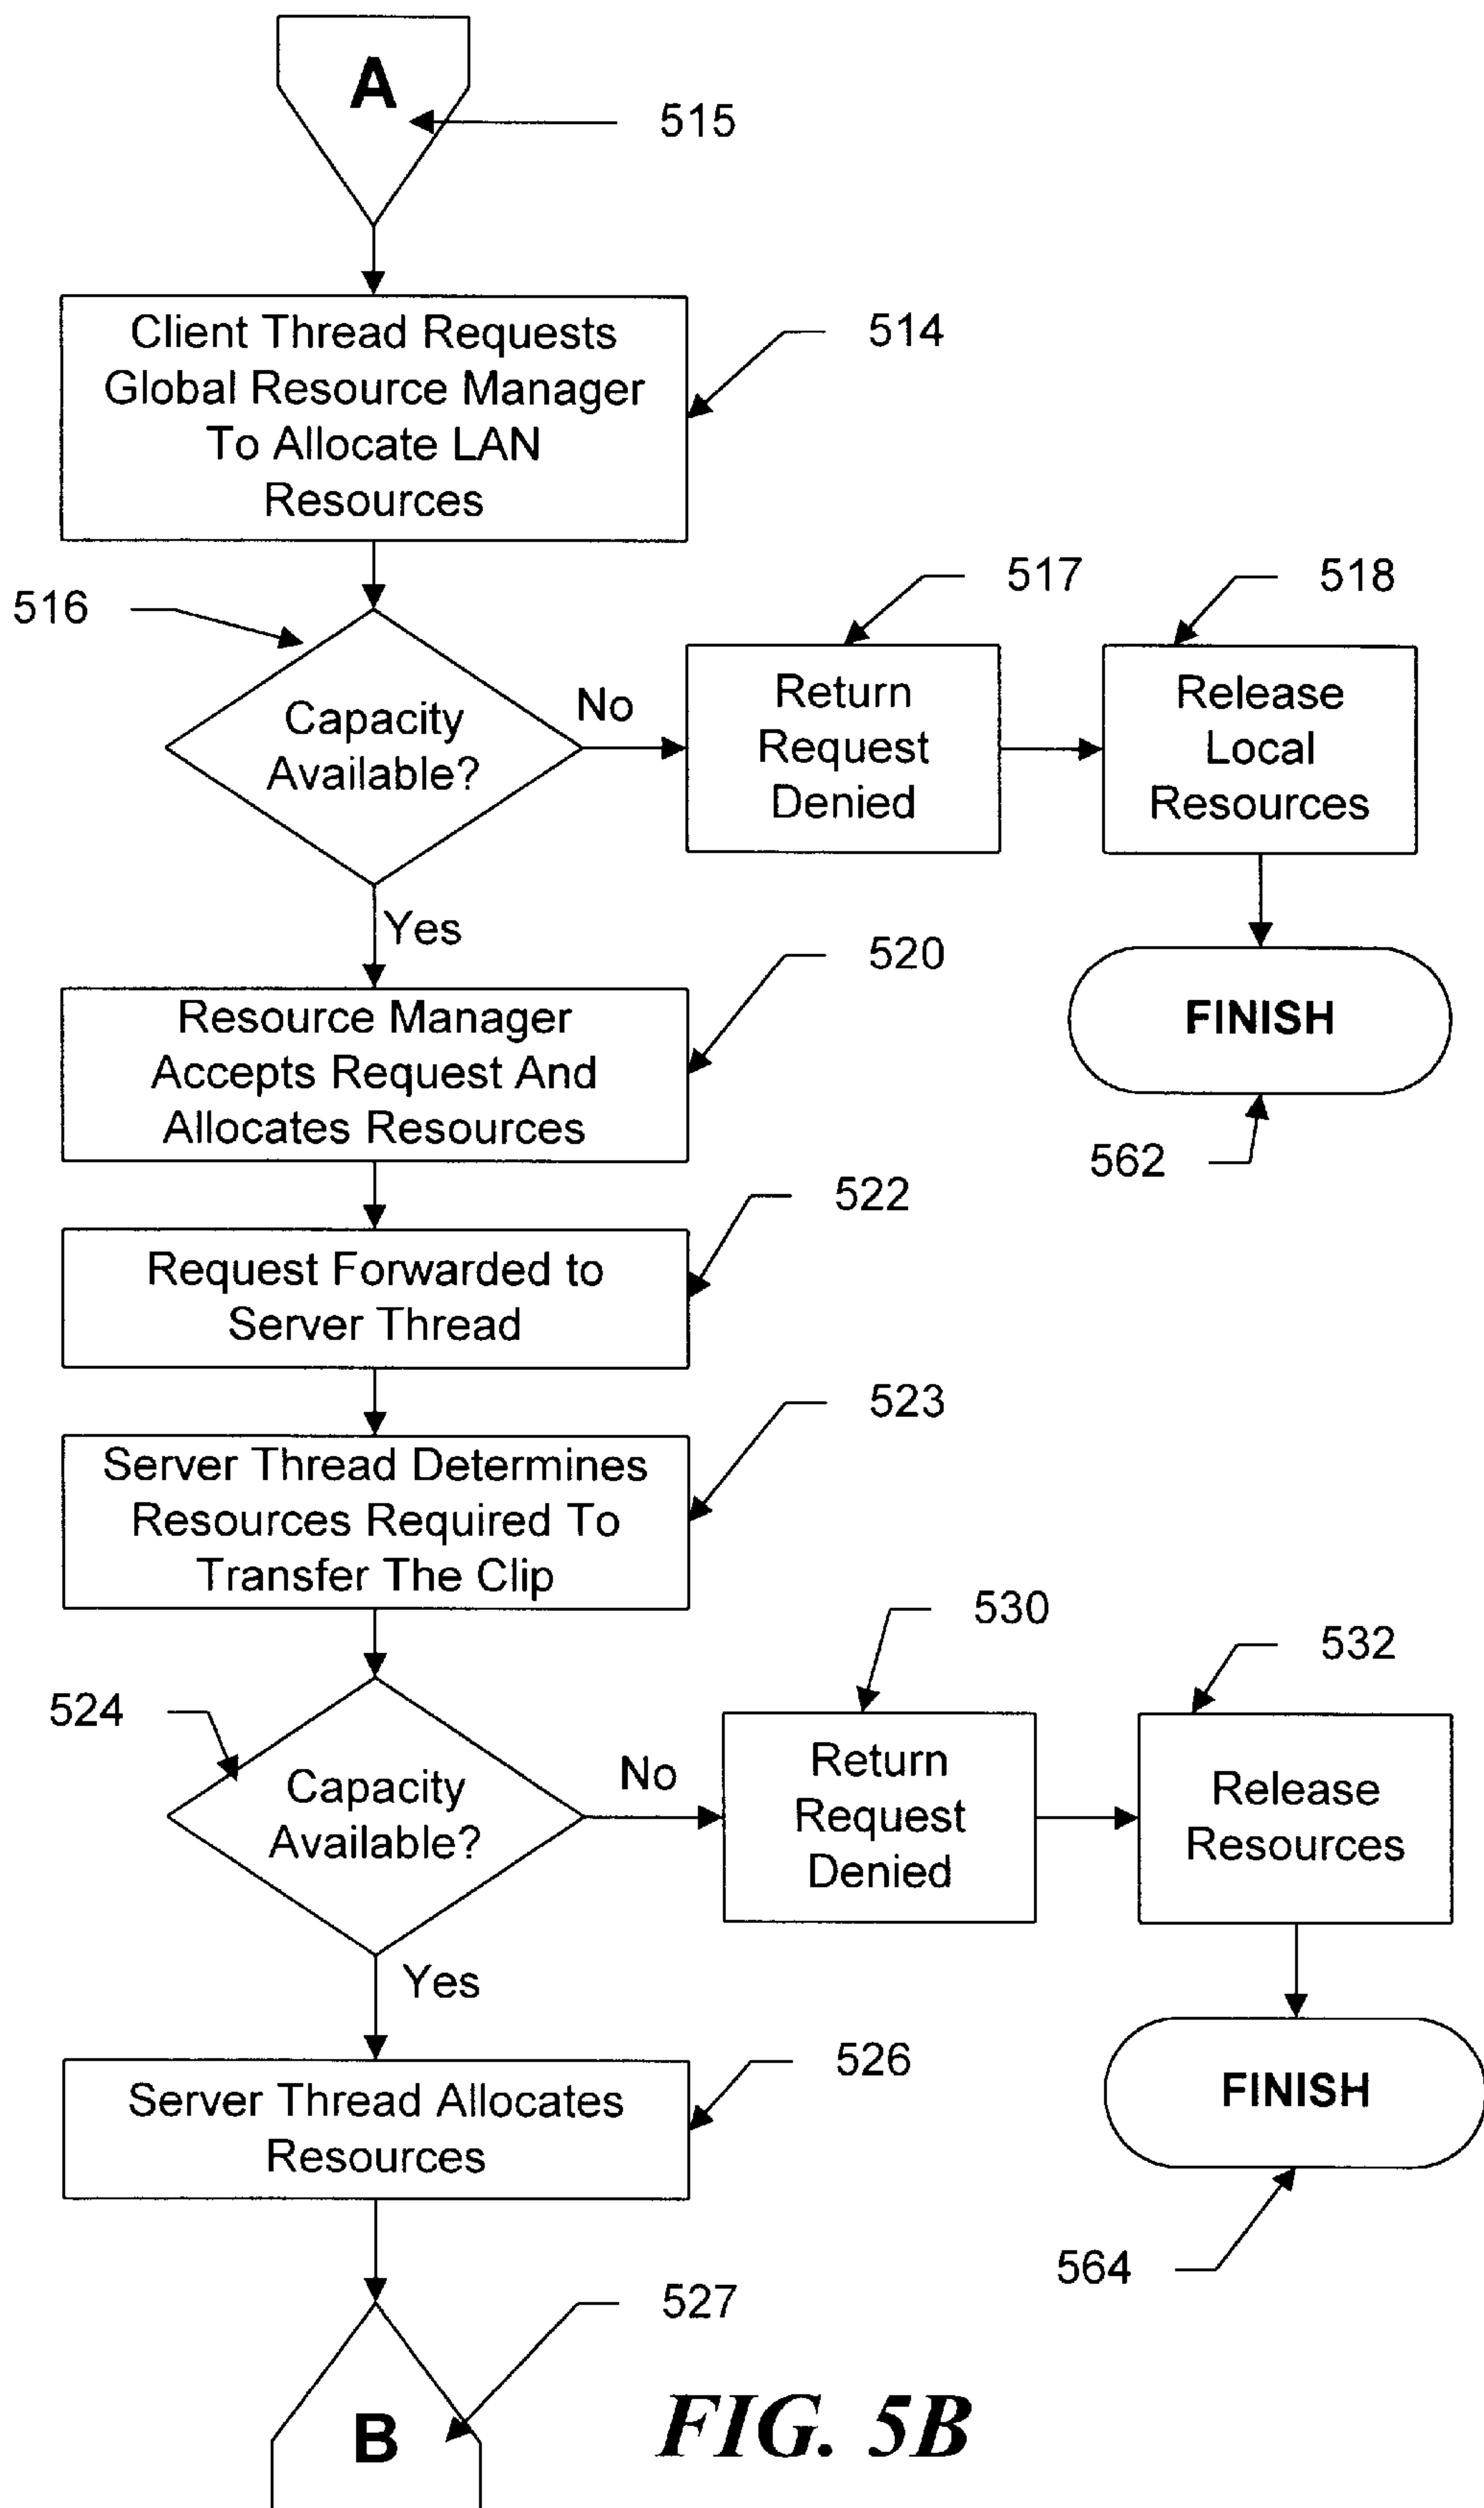 A
515
Client Thread Requests
Global Resource Manager
To Allocate LAN
Resources
514
516
Capacity
Available?
No
517
Return
Request
Denied
518
Release
Local
Resources
Yes
520
Resource Manager
Accepts Request And
Allocates Resources
FINISH
562
522
Request Forwarded to
Server Thread
523
Server Thread Determines
Resources Required To
Transfer The Clip
524
Capacity
Available?
No
530
Return
Request
Denied
532
Release
Resources
Yes
526
Server Thread Allocates
Resources
FINISH
564
527
B
FIG. 5B